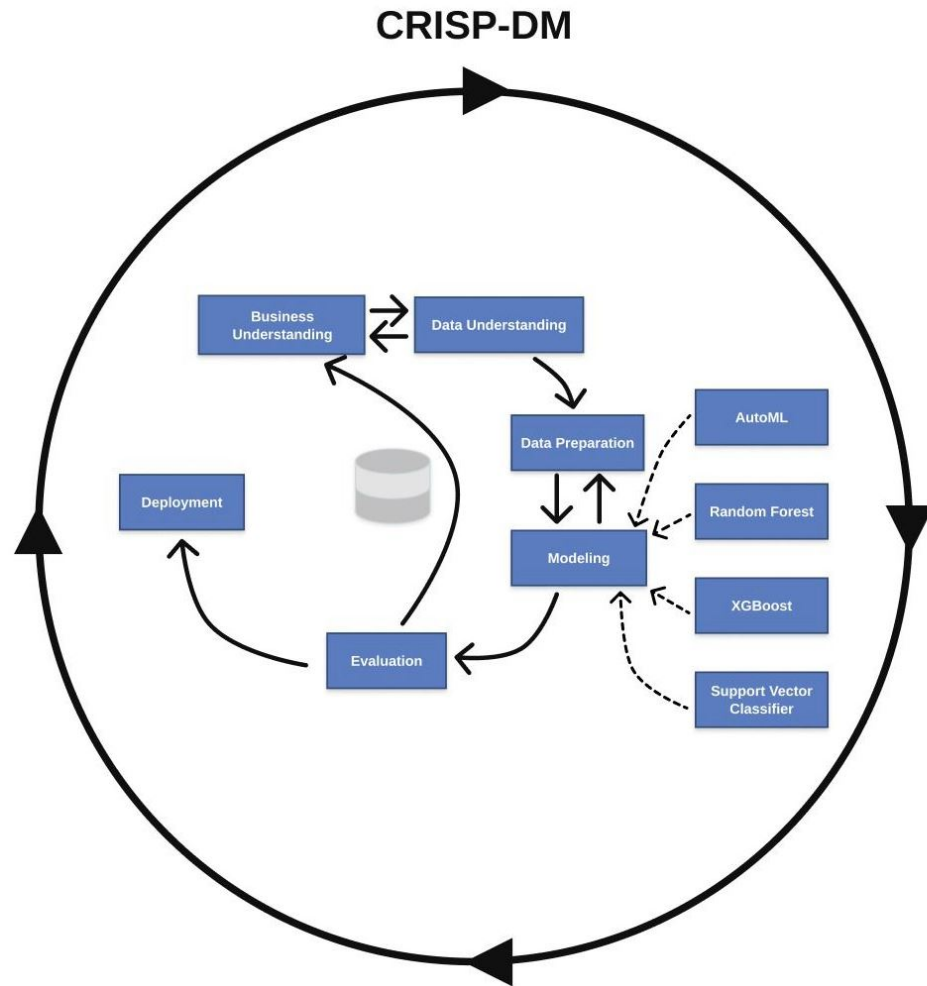 CRISP-DM
Business
Understanding
Data Understanding
Data Preparation
AutoML
Deployment
Random Forest
Modeling
XGBoost
Evaluation
Support Vector
Classifier